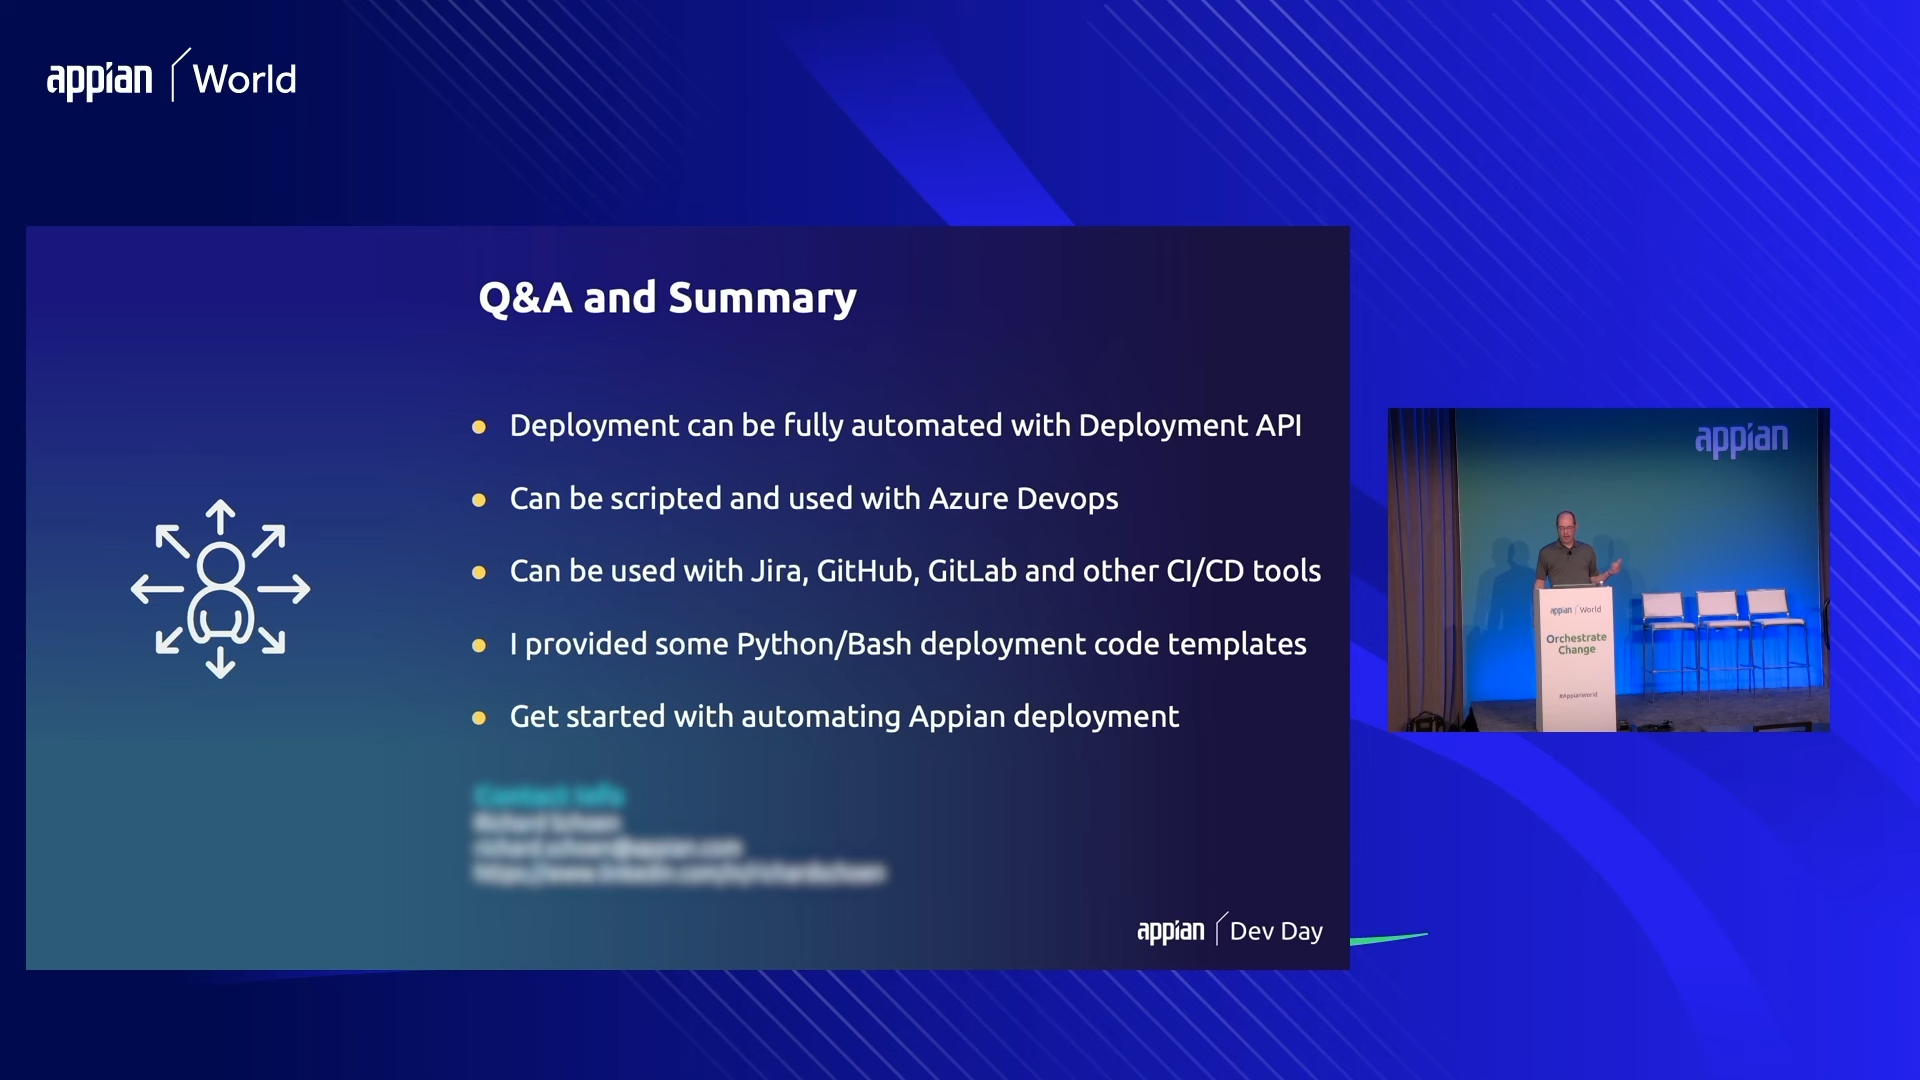 appian World
Q&A and Summary
Deployment can be fully automated with Deployment API
Can be scripted and used with Azure Devops
Can be used with Jira, GitHub, GitLab and other CI/CD tools
I provided some Python/Bash deployment code templates
Get started with automating Appian deployment
appian Dev Day
appian
appian World
Orchestrate
Change
#AppianWorld